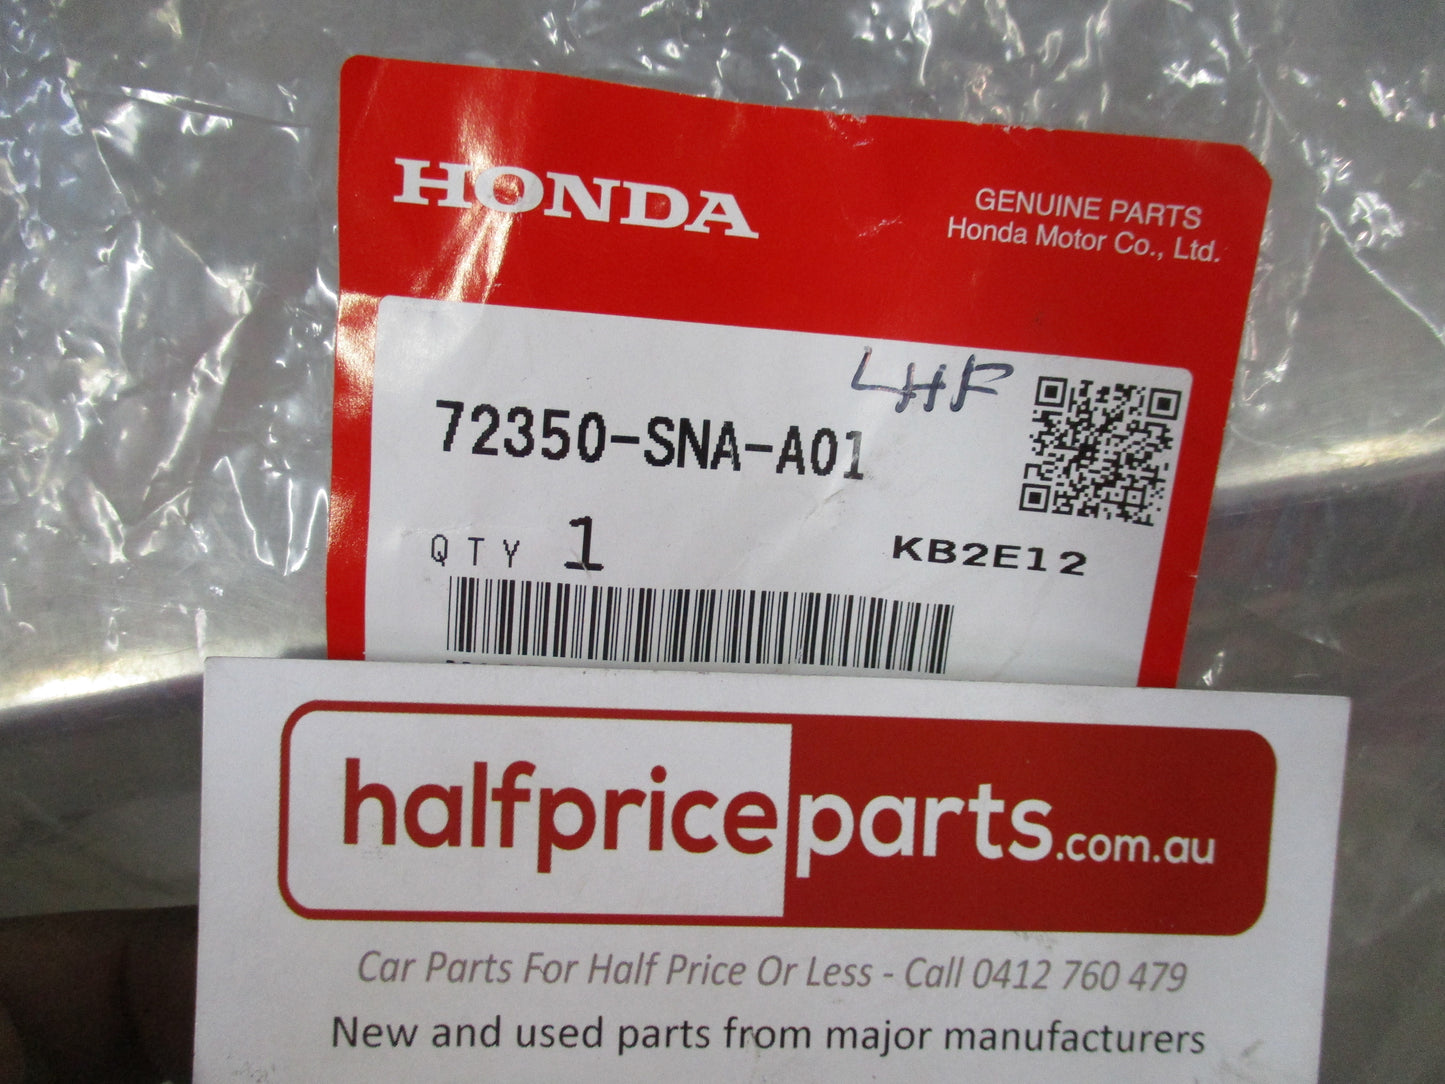 HONDA
GENUINE PARTS
Honda Motor Co., Ltd.
LHF
72350-SNA-A01
QTY 1
KB2E12
halfpriceparts.com.au
Car Parts For Half Price Or Less - Call 0412 760 479
New and used parts from major manufacturers